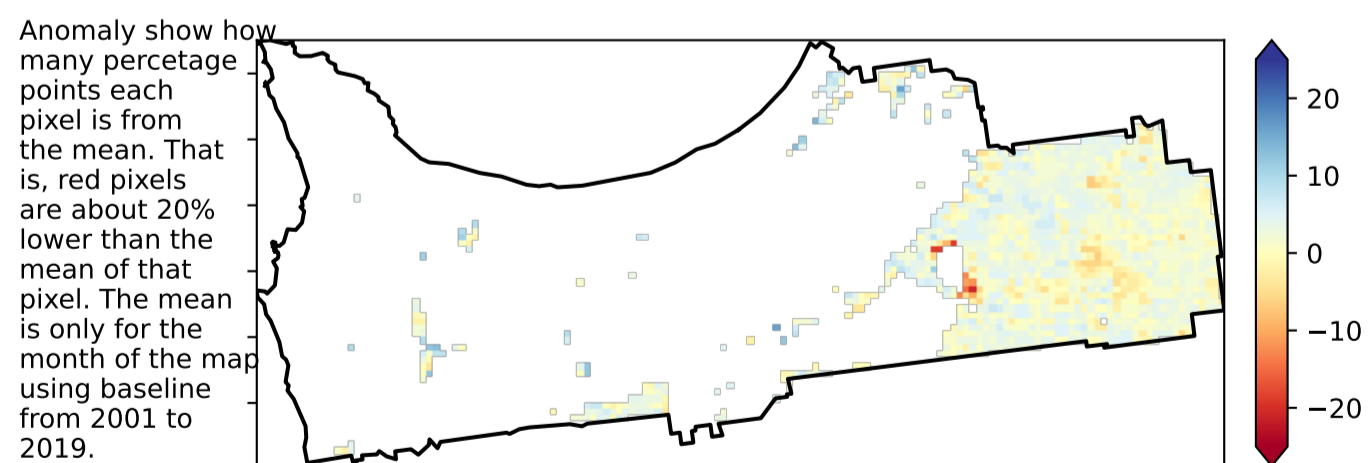 Anomaly show how
many percetage
points each
pixel is from
the mean. That
is, red pixels
are about 20%
lower than the
mean of that
pixel. The mean
is only for the
month of the map
using baseline
from 2001 to
2019.
20
10
0
−10
−20